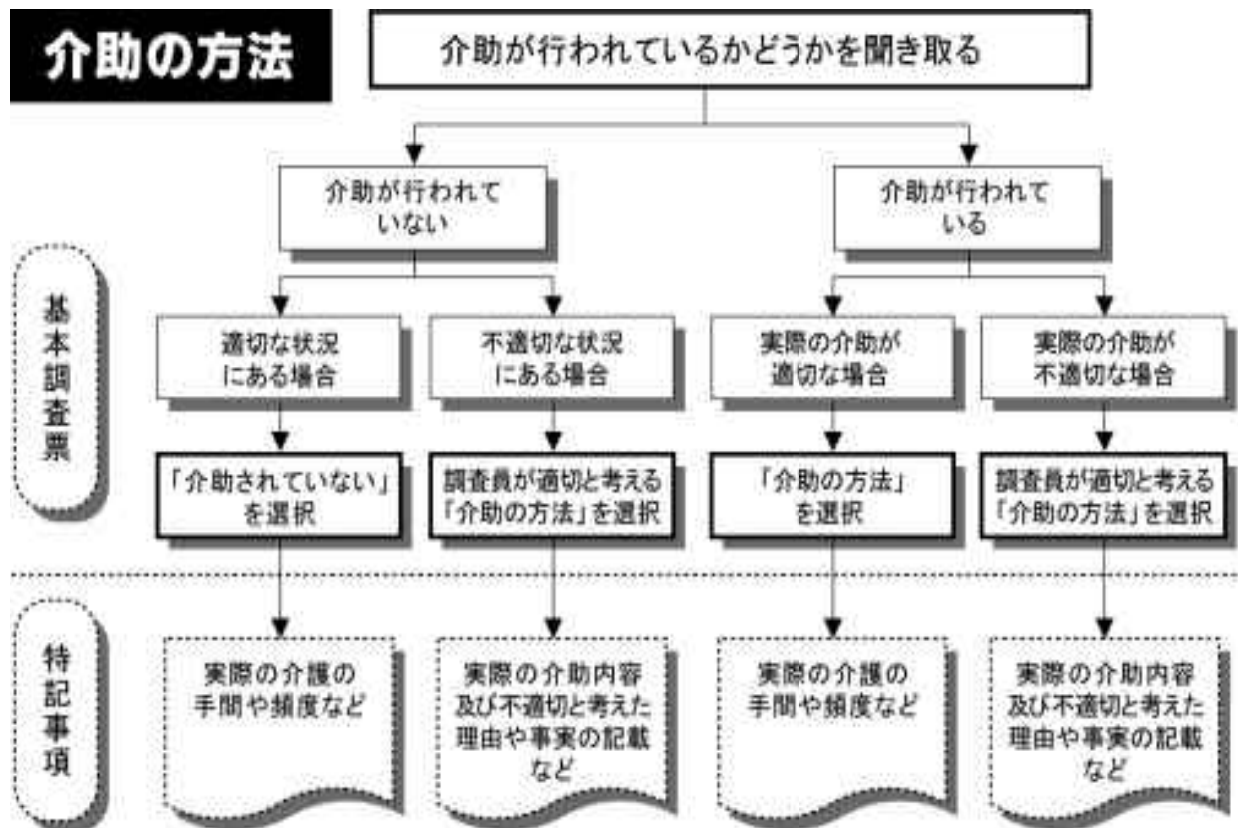 介助の方法
介助が行われているかどうかを聞き取る
介助が行われて
いない
介助が行われて
いる
基本調査票
適切な状況
にある場合
不適切な状況
にある場合
実際の介助が
適切な場合
実際の介助が
不適切な場合
「介助されていない」
を選択
調査員が適切と考える
「介助の方法」を選択
「介助の方法」
を選択
調査員が適切と考える
「介助の方法」を選択
特記事項
実際の介護の
手間や頻度など
実際の介助内容
及び不適切と考えた
理由や事実の記載
など
実際の介護の
手間や頻度など
実際の介助内容
及び不適切と考えた
理由や事実の記載
など